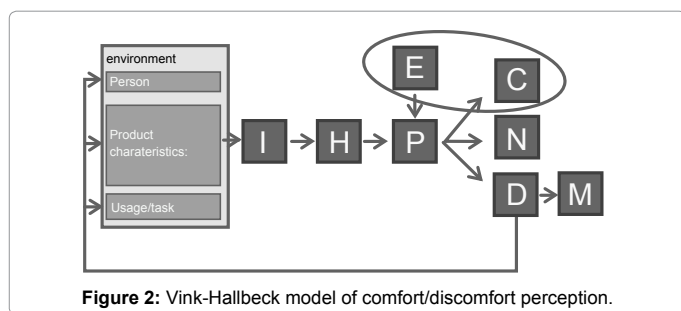 environment
Person
Product
charateristics:
Usage/task
I
H
P
E
C
N
D
M
Figure 2: Vink-Hallbeck model of comfort/discomfort perception.